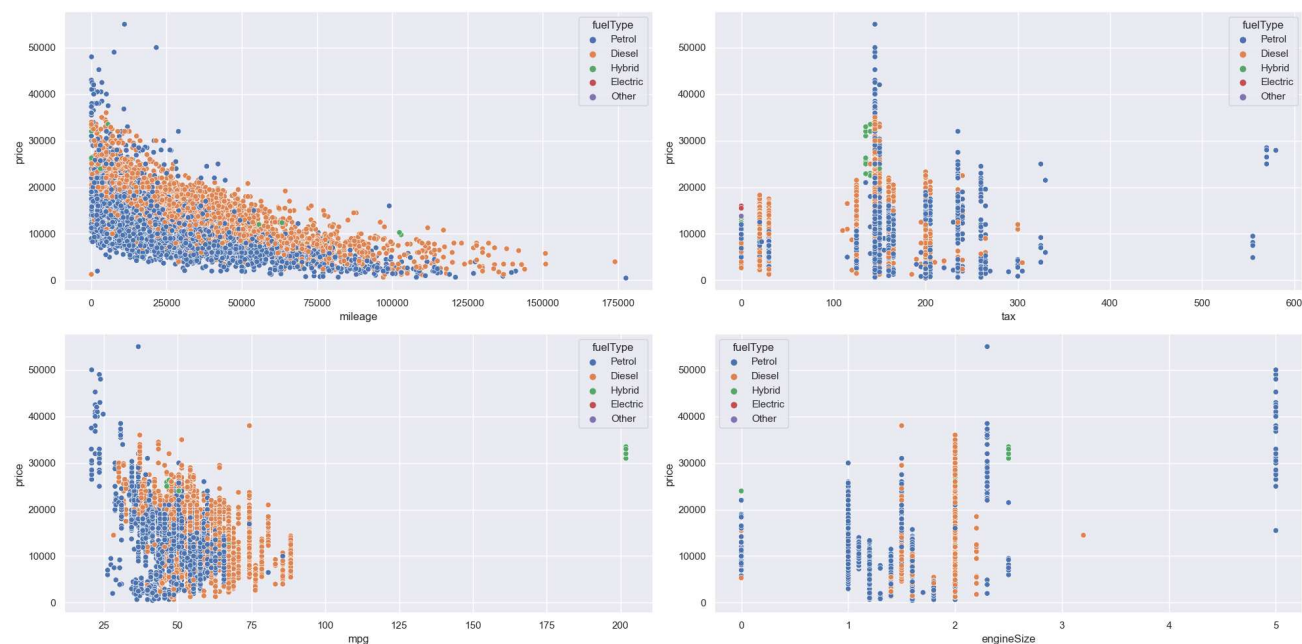 fuelType
Petrol
Diesel
Hybrid
Electric
Other
price
50000
40000
30000
20000
10000
0
0 25000 50000 75000 100000 125000 150000 175000
mileage
fuelType
Petrol
Diesel
Hybrid
Electric
Other
price
50000
40000
30000
20000
10000
0
0 100 200 300 400 500 600
tax
fuelType
Petrol
Diesel
Hybrid
Electric
Other
price
50000
40000
30000
20000
10000
0
25 50 75 100 125 150 175 200
mpg
fuelType
Petrol
Diesel
Hybrid
Electric
Other
price
50000
40000
30000
20000
10000
0
0 1 2 3 4 5
engineSize